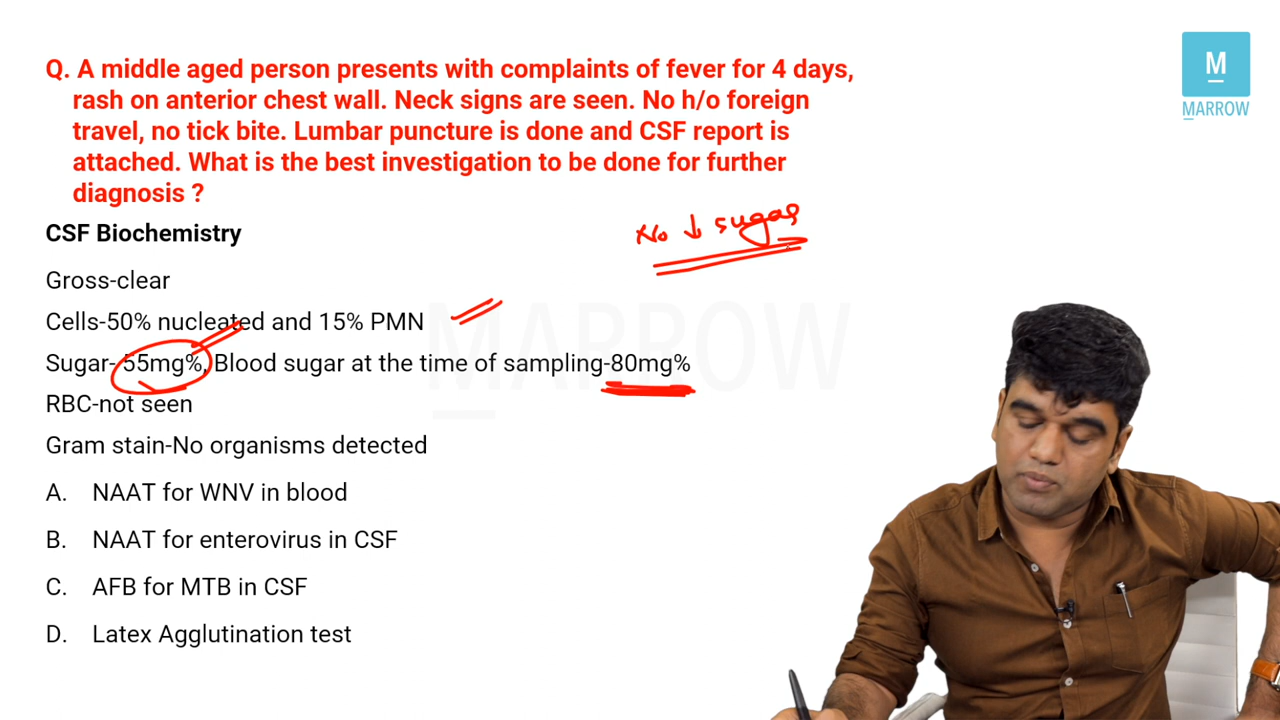 Q. A middle aged person presents with complaints of fever for 4 days,
rash on anterior chest wall. Neck signs are seen. No h/o foreign
travel, no tick bite. Lumbar puncture is done and CSF report is
attached. What is the best investigation to be done for further
diagnosis ?
M
MARROW
No ↓ sugar
CSF Biochemistry
Gross-clear
Cells-50% nucleated and 15% PMN
Sugar- 55mg%, Blood sugar at the time of sampling-80mg%
RBC-not seen
Gram stain-No organisms detected
A. NAAT for WNV in blood
B. NAAT for enterovirus in CSF
C. AFB for MTB in CSF
D. Latex Agglutination test
MARROW